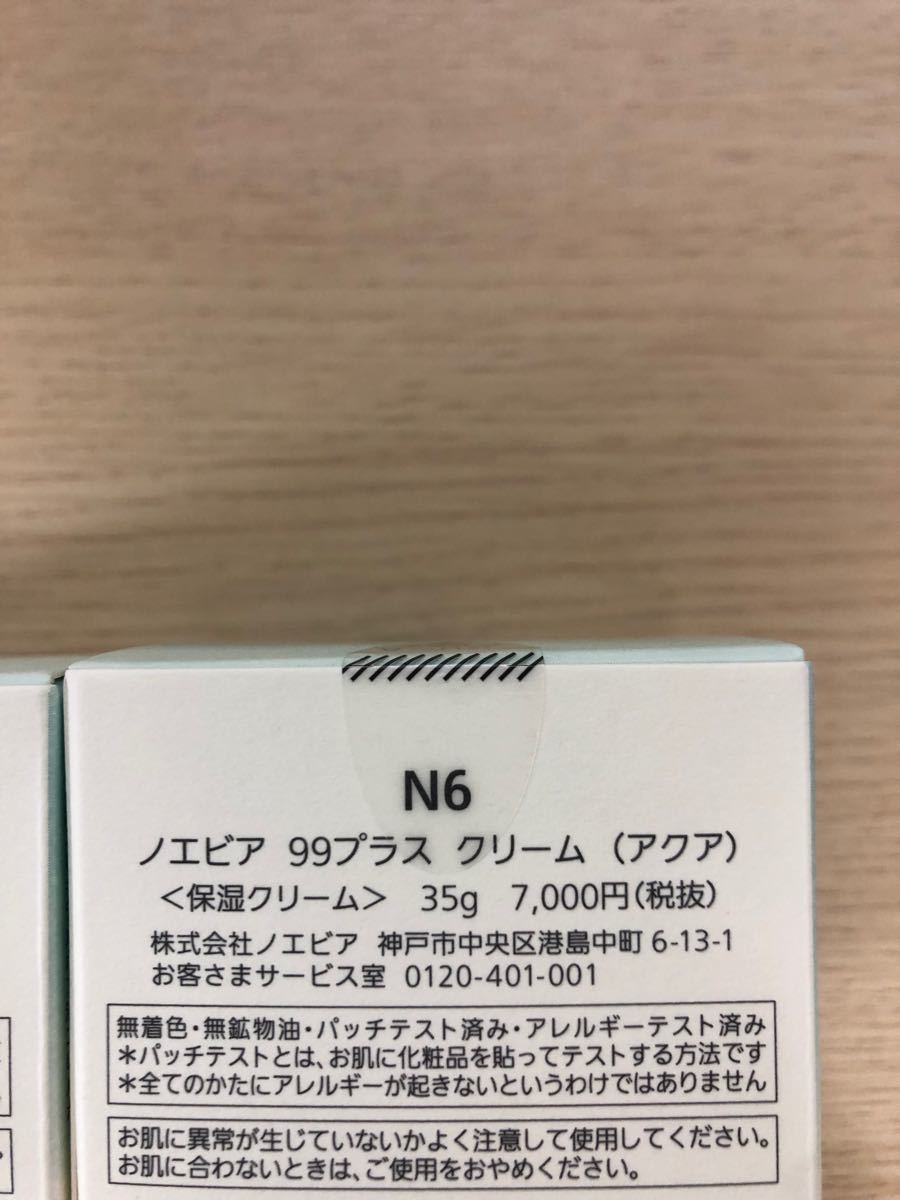 N6
ノエビア 99プラス クリーム (アクア)
<保湿クリーム> 35g 7,000円(税抜)
株式会社ノエビア 神戸市中央区港島中町 6-13-1
お客さまサービス室 0120-401-001
無着色・無鉱物油・パッチテスト済み・アレルギーテスト済み
*パッチテストとは、お肌に化粧品を貼ってテストする方法です
*全てのかたにアレルギーが起きないというわけではありません
お肌に異常が生じていないかよく注意して使用してください。
お肌に合わないときは、ご使用をおやめください。